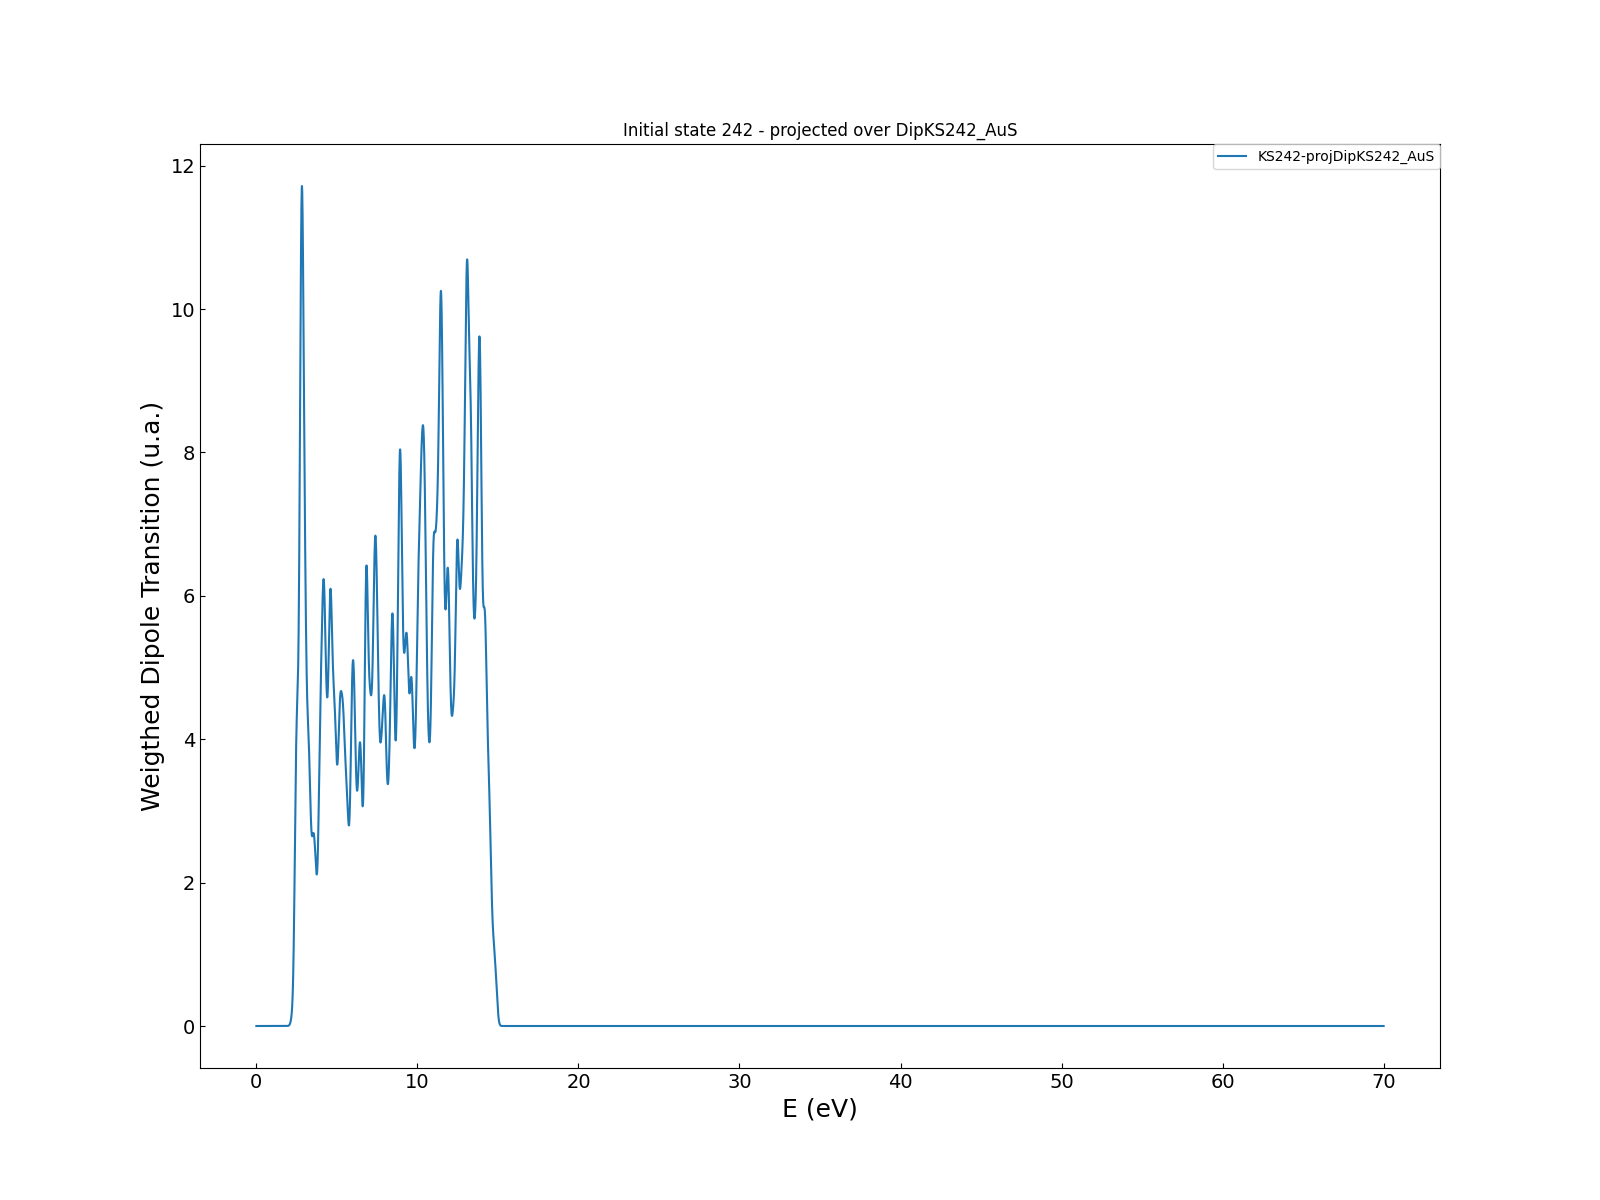 Initial state 242 - projected over DipKS242_AuS
KS242-projDipKS242_AuS
Weigthed Dipole Transition (u.a.)
12
10
8
6
4
2
0
0 10 20 30 40 50 60 70
E (eV)